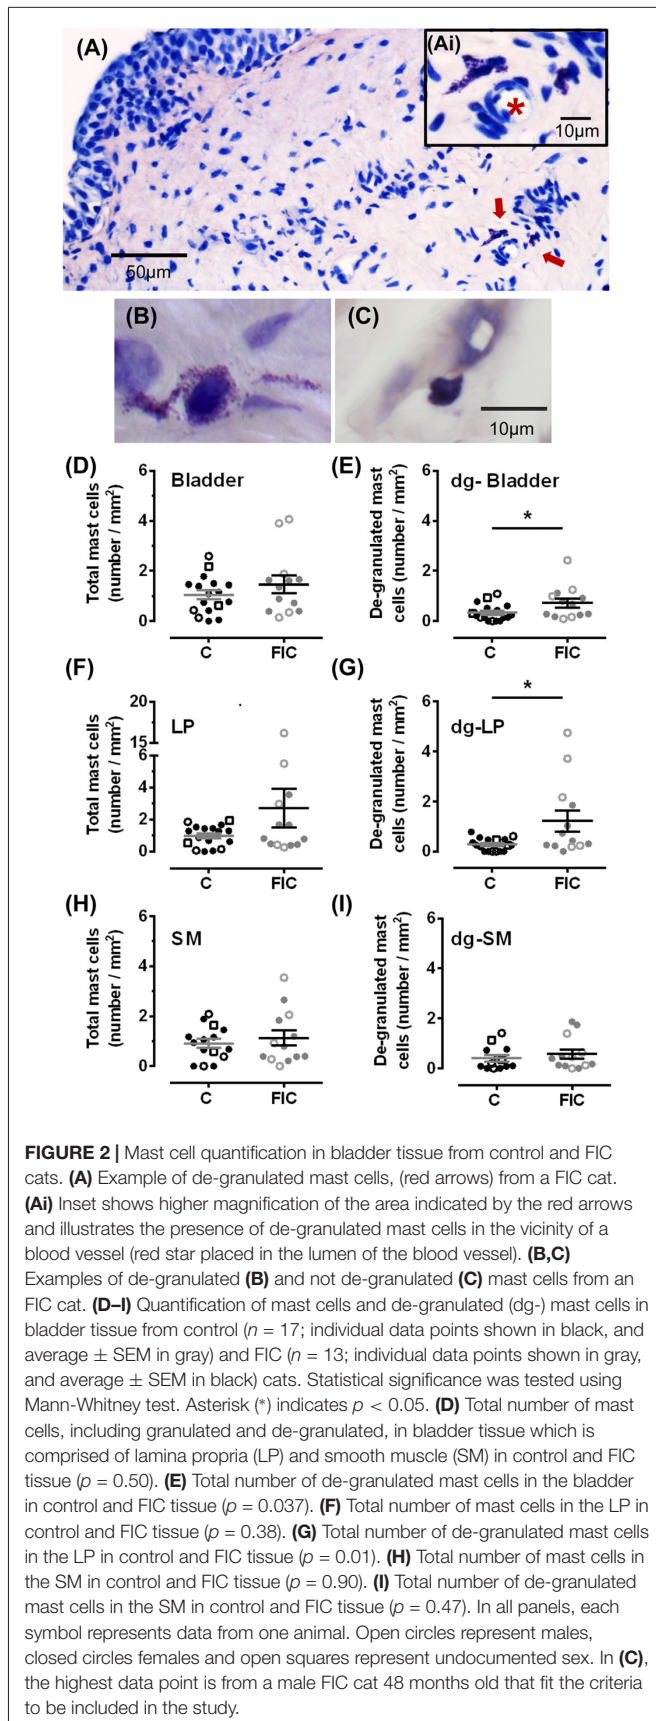 (A)
(Ai)
*
10µm
50µm
(B)
(C)
10µm
(D)
Bladder
Total mast cells
(number / mm²)
6
4
2
0
C
FIC
(E)
dg- Bladder
De-granulated mast
cells (number / mm²)
6
4
2
0
*
C
FIC
(F)
LP
Total mast cells
(number / mm²)
20
15
6
4
2
0
C
FIC
(G)
dg-LP
De-granulated mast
cells (number / mm²)
6
4
2
0
*
C
FIC
(H)
SM
Total mast cells
(number / mm²)
6
4
2
0
C
FIC
(I)
dg-SM
De-granulated mast
cells (number / mm²)
6
4
2
0
C
FIC
FIGURE 2 | Mast cell quantification in bladder tissue from control and FIC
cats. (A) Example of de-granulated mast cells, (red arrows) from a FIC cat.
(Ai) Inset shows higher magnification of the area indicated by the red arrows
and illustrates the presence of de-granulated mast cells in the vicinity of a
blood vessel (red star placed in the lumen of the blood vessel). (B,C)
Examples of de-granulated (B) and not de-granulated (C) mast cells from an
FIC cat. (D–I) Quantification of mast cells and de-granulated (dg-) mast cells in
bladder tissue from control (n = 17; individual data points shown in black, and
average ± SEM in gray) and FIC (n = 13; individual data points shown in gray,
and average ± SEM in black) cats. Statistical significance was tested using
Mann-Whitney test. Asterisk (*) indicates p < 0.05. (D) Total number of mast
cells, including granulated and de-granulated, in bladder tissue which is
comprised of lamina propria (LP) and smooth muscle (SM) in control and FIC
tissue (p = 0.50). (E) Total number of de-granulated mast cells in the bladder
in control and FIC tissue (p = 0.037). (F) Total number of mast cells in the LP in
control and FIC tissue (p = 0.38). (G) Total number of de-granulated mast cells
in the LP in control and FIC tissue (p = 0.01). (H) Total number of mast cells in
the SM in control and FIC tissue (p = 0.90). (I) Total number of de-granulated
mast cells in the SM in control and FIC tissue (p = 0.47). In all panels, each
symbol represents data from one animal. Open circles represent males,
closed circles females and open squares represent undocumented sex. In (C),
the highest data point is from a male FIC cat 48 months old that fit the criteria
to be included in the study.